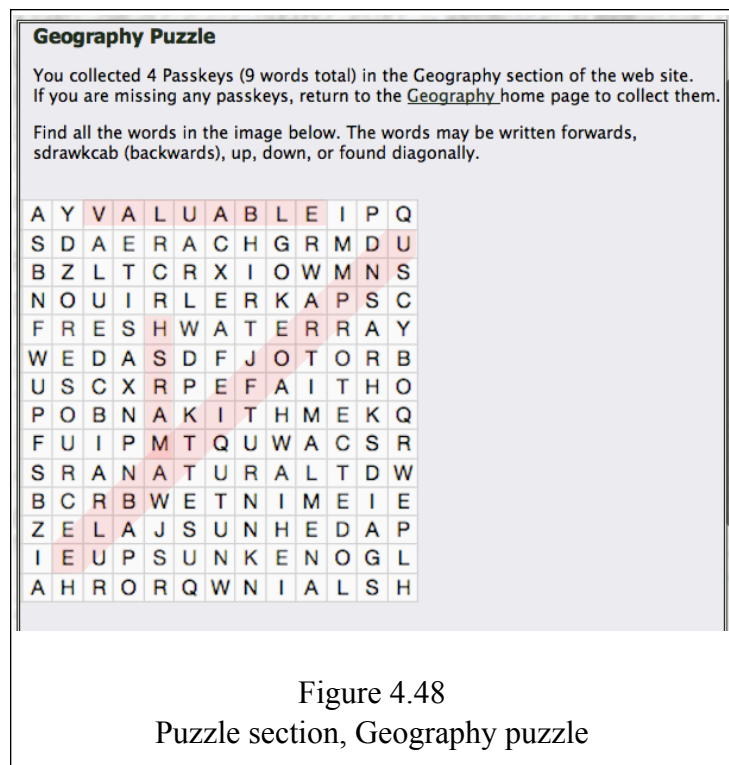 Geography Puzzle
You collected 4 Passkeys (9 words total) in the Geography section of the web site.
If you are missing any passkeys, return to the Geography home page to collect them.
Find all the words in the image below. The words may be written forwards,
sdrawkcab (backwards), up, down, or found diagonally.
A Y V A L U A B L E I P Q
S D A E R A C H G R M D U
B Z L T C R X I O W M N S
N O U I R L E R K A P S C
F R E S H W A T E R R A Y
W E D A S D F J O T O R B
U S C X R P E F A I T H O
P O B N A K I T H M E K Q
F U I P M T Q U W A C S R
S R A N A T U R A L T D W
B C R B W E T N I M E I E
Z E L A J S U N H E D A P
I E U P S U N K E N O G L
A H R O R Q W N I A L S H
Figure 4.48
Puzzle section, Geography puzzle